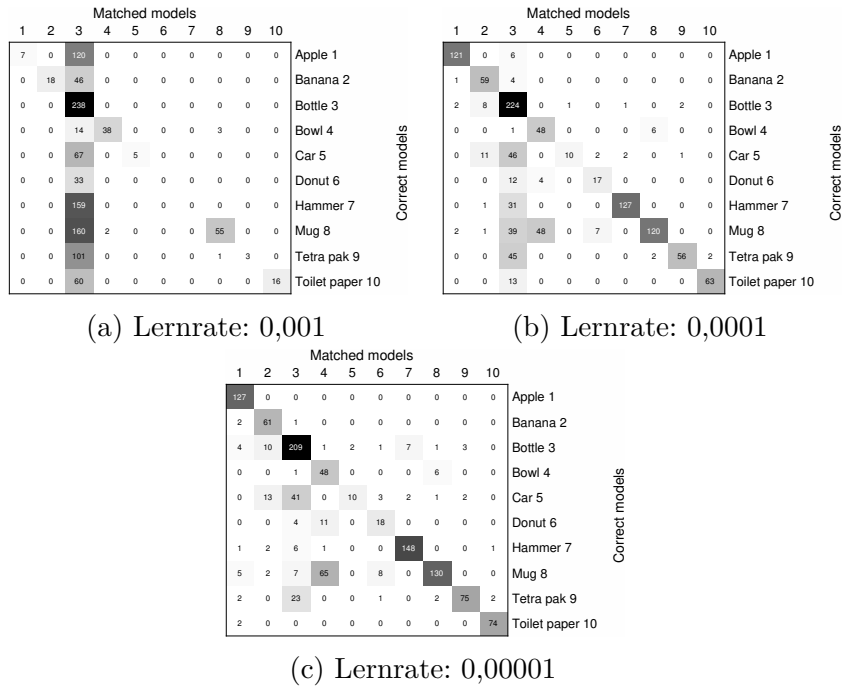 Matched models
1 2 3 4 5 6 7 8 9 10
7 0 120 0 0 0 0 0 0 0 Apple 1
0 18 46 0 0 0 0 0 0 0 Banana 2
0 0 238 0 0 0 0 0 0 0 Bottle 3
0 0 14 38 0 0 0 3 0 0 Bowl 4
0 0 67 0 5 0 0 0 0 0 Car 5
0 0 33 0 0 0 0 0 0 0 Donut 6
0 0 159 0 0 0 0 0 0 0 Hammer 7
0 0 160 2 0 0 0 55 0 0 Mug 8
0 0 101 0 0 0 0 1 3 0 Tetra pak 9
0 0 60 0 0 0 0 0 0 16 Toilet paper 10
Correct models
(a) Lernrate: 0,001
Matched models
1 2 3 4 5 6 7 8 9 10
121 0 6 0 0 0 0 0 0 0 Apple 1
1 59 4 0 0 0 0 0 0 0 Banana 2
2 8 224 0 1 0 1 0 2 0 Bottle 3
0 0 1 48 0 0 0 6 0 0 Bowl 4
0 11 46 0 10 2 2 0 1 0 Car 5
0 0 12 4 0 17 0 0 0 0 Donut 6
0 1 31 0 0 0 127 0 0 0 Hammer 7
2 1 39 48 0 7 0 120 0 0 Mug 8
0 0 45 0 0 0 0 2 56 2 Tetra pak 9
0 0 13 0 0 0 0 0 0 63 Toilet paper 10
Correct models
(b) Lernrate: 0,0001
Matched models
1 2 3 4 5 6 7 8 9 10
127 0 0 0 0 0 0 0 0 0 Apple 1
2 61 1 0 0 0 0 0 0 0 Banana 2
4 10 209 1 2 1 7 1 3 0 Bottle 3
0 0 1 48 0 0 0 6 0 0 Bowl 4
0 13 41 0 10 3 2 1 2 0 Car 5
0 0 4 11 0 18 0 0 0 0 Donut 6
1 2 6 1 0 0 148 0 0 1 Hammer 7
5 2 7 65 0 8 0 130 0 0 Mug 8
2 0 23 0 0 1 0 2 75 2 Tetra pak 9
2 0 0 0 0 0 0 0 0 74 Toilet paper 10
Correct models
(c) Lernrate: 0,00001